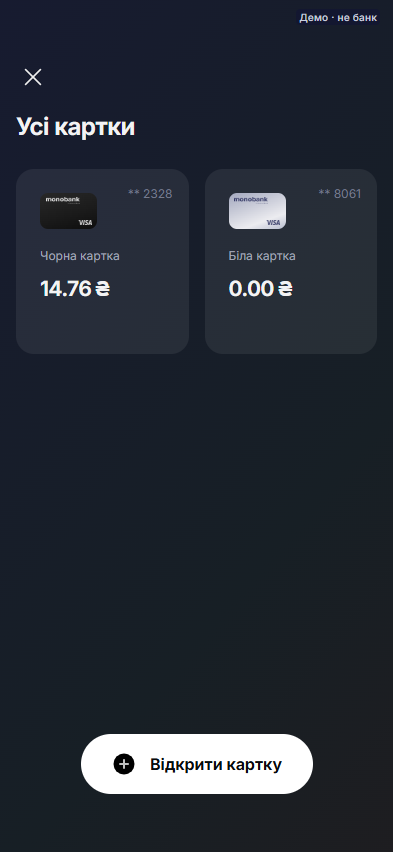 Демо · не банк
Усі картки
monobank
VISA
** 2328
Чорна картка
14.76 ₴
monobank
VISA
** 8061
Біла картка
0.00 ₴
Відкрити картку